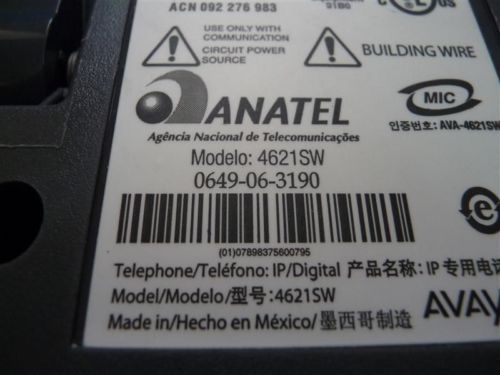 ACN 092 276 983
USE ONLY WITH
COMMUNICATION
CIRCUIT POWER
SOURCE
BUILDING WIRE
UL US
ANATEL
Agência Nacional de Telecomunicações
MIC
인증번호: AVA-4621SW
Modelo: 4621SW
0649-06-3190
(01)07898375600795
Telephone/Teléfono: IP/Digital 产品名称: IP 专用电话
Model/Modelo/型号: 4621SW
AVAY
Made in/Hecho en México/墨西哥制造